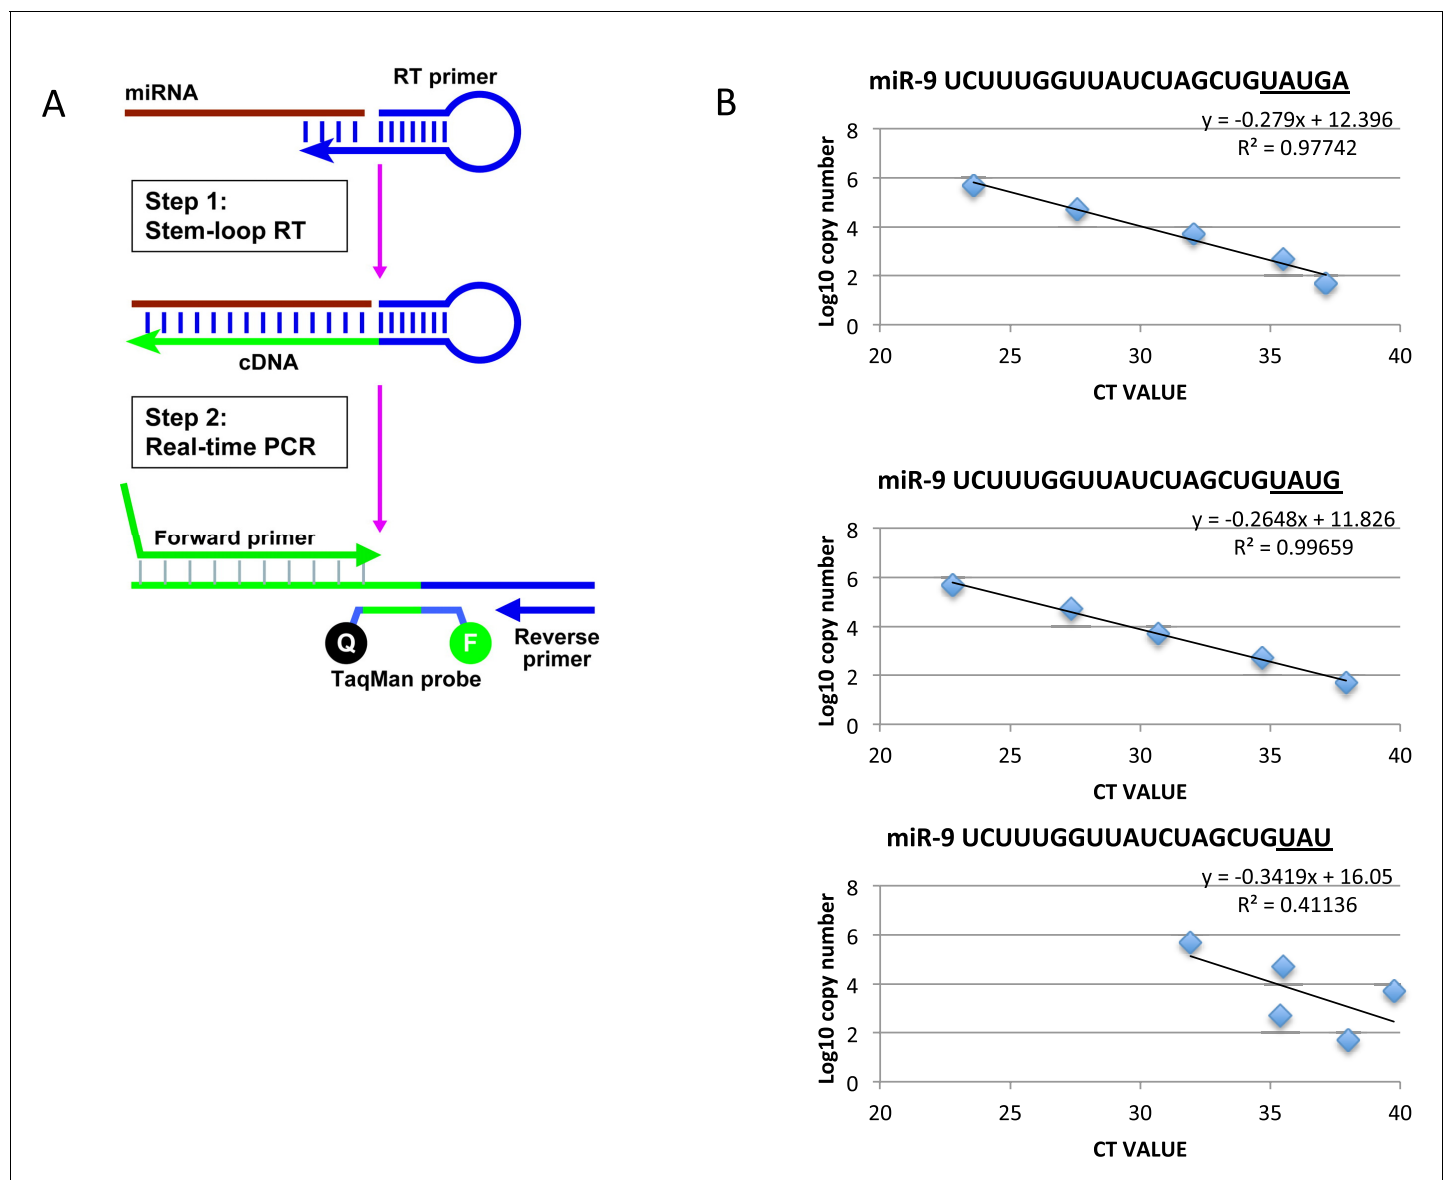 A
miRNA
RT primer
Step 1:
Stem-loop RT
cDNA
Step 2:
Real-time PCR
Forward primer
Q
F
Reverse
primer
TaqMan probe
B
miR-9 UCUUUGGUUAUCUAGCUGUAUGA
y = -0.279x + 12.396
R² = 0.97742
Log10 copy number
8
6
4
2
0
20 25 30 35 40
CT VALUE
miR-9 UCUUUGGUUAUCUAGCUGUAUG
y = -0.2648x + 11.826
R² = 0.99659
Log10 copy number
8
6
4
2
0
20 25 30 35 40
CT VALUE
miR-9 UCUUUGGUUAUCUAGCUGUAU
y = -0.3419x + 16.05
R² = 0.41136
Log10 copy number
8
6
4
2
0
20 25 30 35 40
CT VALUE